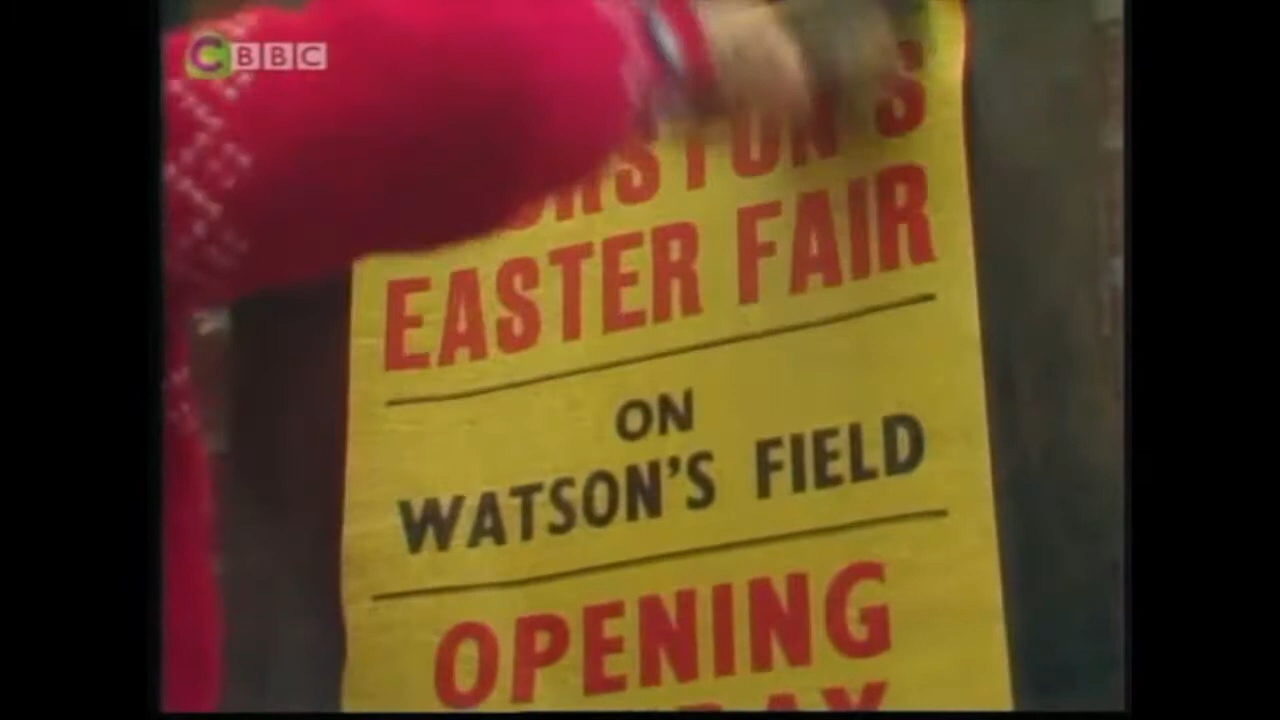 CBBC
EASTER FAIR
ON
WATSON'S FIELD
OPENING